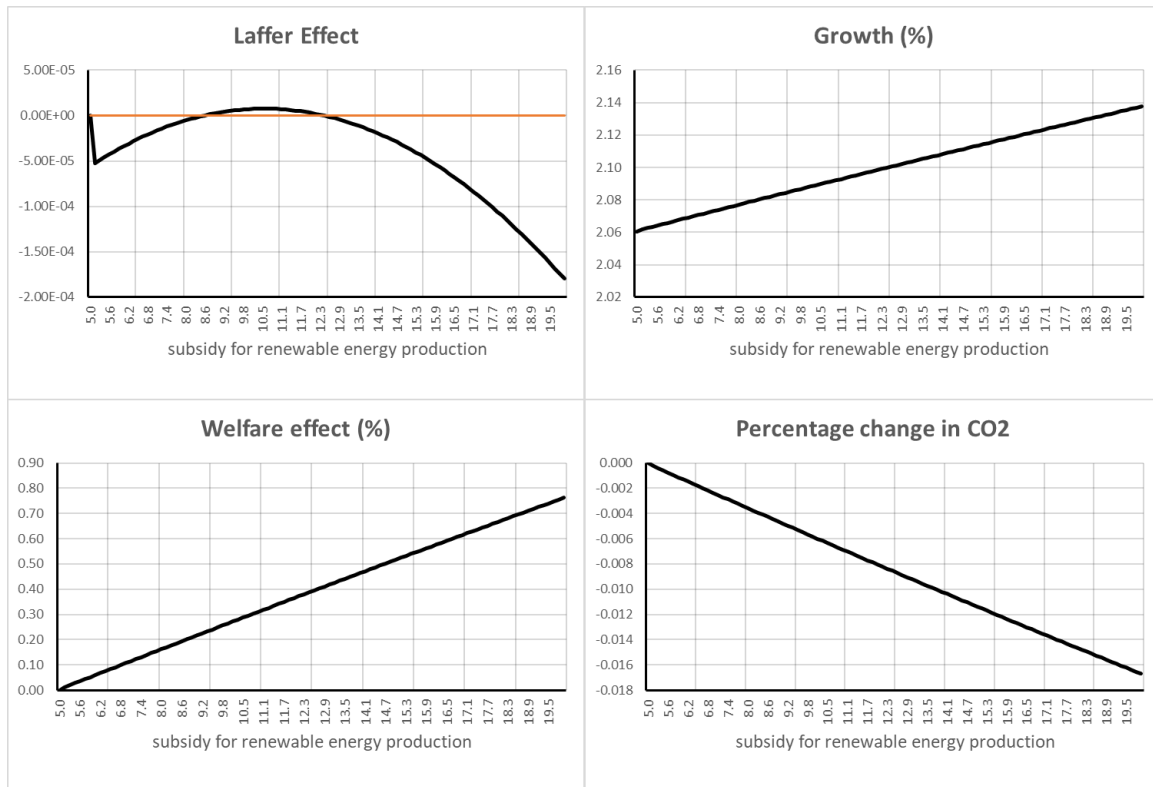 Laffer Effect
5.00E-05
0.00E+00
-5.00E-05
-1.00E-04
-1.50E-04
-2.00E-04
5.0 5.6 6.2 6.8 7.4 8.0 8.6 9.2 9.8 10.5 11.1 11.7 12.3 12.9 13.5 14.1 14.7 15.3 15.9 16.5 17.1 17.7 18.3 18.9 19.5
subsidy for renewable energy production
Growth (%)
2.16
2.14
2.12
2.10
2.08
2.06
2.04
2.02
5.0 5.6 6.2 6.8 7.4 8.0 8.6 9.2 9.8 10.5 11.1 11.7 12.3 12.9 13.5 14.1 14.7 15.3 15.9 16.5 17.1 17.7 18.3 18.9 19.5
subsidy for renewable energy production
Welfare effect (%)
0.90
0.80
0.70
0.60
0.50
0.40
0.30
0.20
0.10
0.00
5.0 5.6 6.2 6.8 7.4 8.0 8.6 9.2 9.8 10.5 11.1 11.7 12.3 12.9 13.5 14.1 14.7 15.3 15.9 16.5 17.1 17.7 18.3 18.9 19.5
subsidy for renewable energy production
Percentage change in CO2
0.000
-0.002
-0.004
-0.006
-0.008
-0.010
-0.012
-0.014
-0.016
-0.018
5.0 5.6 6.2 6.8 7.4 8.0 8.6 9.2 9.8 10.5 11.1 11.7 12.3 12.9 13.5 14.1 14.7 15.3 15.9 16.5 17.1 17.7 18.3 18.9 19.5
subsidy for renewable energy production